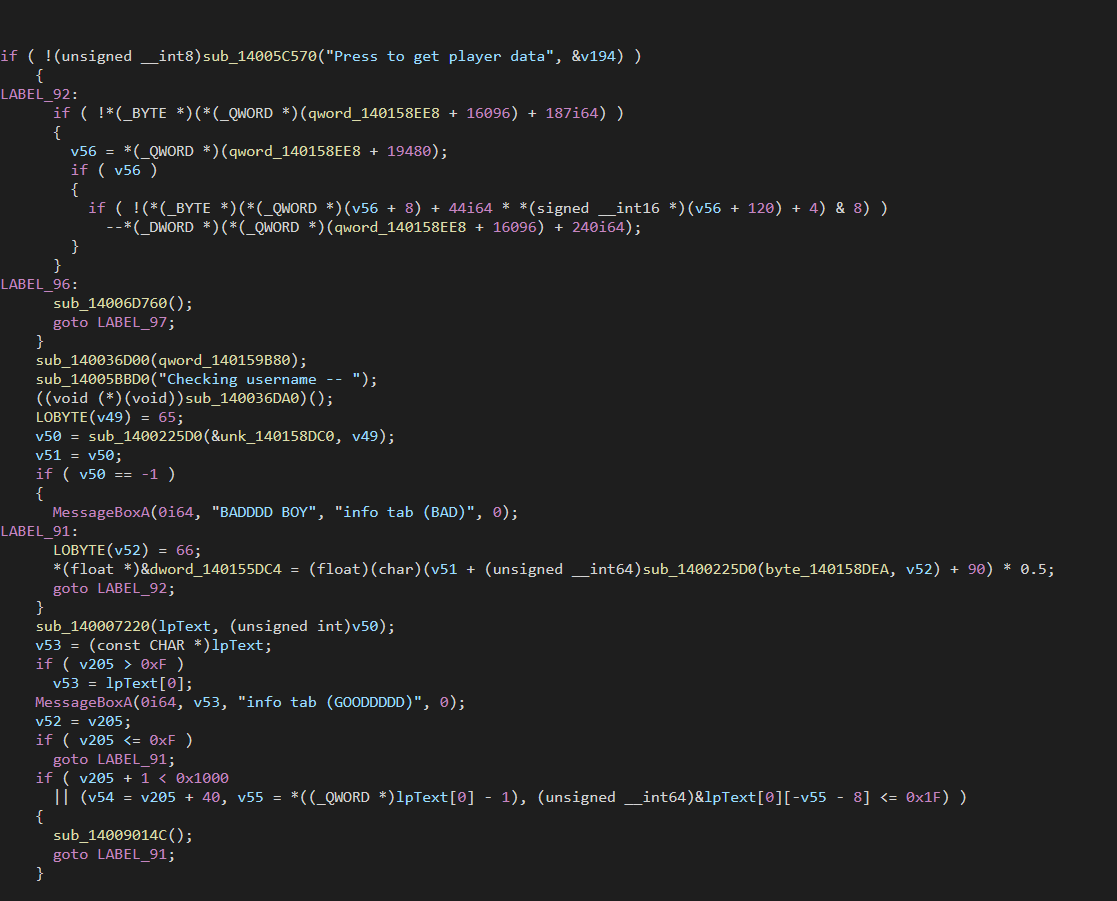 if ( !(unsigned __int8)sub_14005C570("Press to get player data", &v194) )
{
LABEL_92:
if ( !*(_BYTE *)(*(_QWORD *)(qword_140158EE8 + 16096) + 187i64) )
{
v56 = *(_QWORD *)(qword_140158EE8 + 19480);
if ( v56 )
{
if ( !(*(_BYTE *)(*(_QWORD *)(v56 + 8) + 44i64 * *(signed __int16 *)(v56 + 120) + 4) & 8) )
--*(_DWORD *)(*(_QWORD *)(qword_140158EE8 + 16096) + 240i64);
}
}
LABEL_96:
sub_14006D760();
goto LABEL_97;
}
sub_140036D00(qword_140159B80);
sub_14005BBD0("Checking username -- ");
((void (*)(void))sub_140036DA0)();
LOBYTE(v49) = 65;
v50 = sub_1400225D0(&unk_140158DC0, v49);
v51 = v50;
if ( v50 == -1 )
{
MessageBoxA(0i64, "BADDDD BOY", "info tab (BAD)", 0);
LABEL_91:
LOBYTE(v52) = 66;
*(float *)&dword_140155DC4 = (float)(char)(v51 + (unsigned __int64)sub_1400225D0(byte_140158DEA, v52) + 90) * 0.5;
goto LABEL_92;
}
sub_140007220(lpText, (unsigned int)v50);
v53 = (const CHAR *)lpText;
if ( v205 > 0xF )
v53 = lpText[0];
MessageBoxA(0i64, v53, "info tab (GOODDDDD)", 0);
v52 = v205;
if ( v205 <= 0xF )
goto LABEL_91;
if ( v205 + 1 < 0x1000
|| (v54 = v205 + 40, v55 = *((_QWORD *)lpText[0] - 1), (unsigned __int64)&lpText[0][-v55 - 8] <= 0x1F) )
{
sub_14009014C();
goto LABEL_91;
}